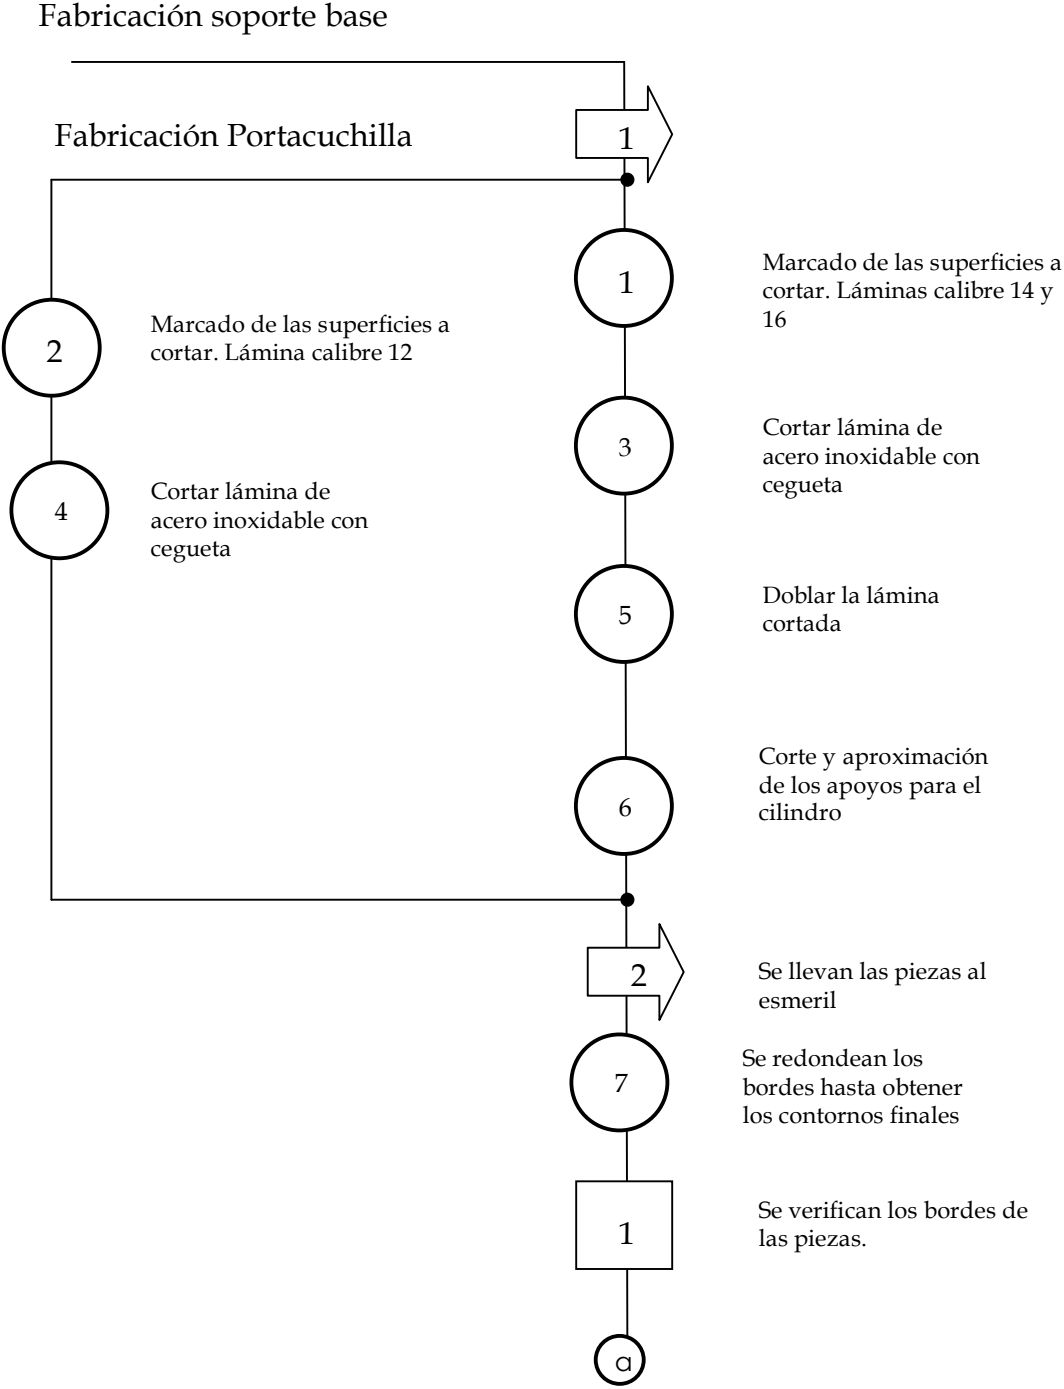 Fabricación soporte base
Fabricación Portacuchilla
1
1
Marcado de las superficies a
cortar. Láminas calibre 14 y
16
2
Marcado de las superficies a
cortar. Lámina calibre 12
3
Cortar lámina de
acero inoxidable con
cegueta
4
Cortar lámina de
acero inoxidable con
cegueta
5
Doblar la lámina
cortada
6
Corte y aproximación
de los apoyos para el
cilindro
2
Se llevan las piezas al
esmeril
7
Se redondean los
bordes hasta obtener
los contornos finales
1
Se verifican los bordes de
las piezas.
a